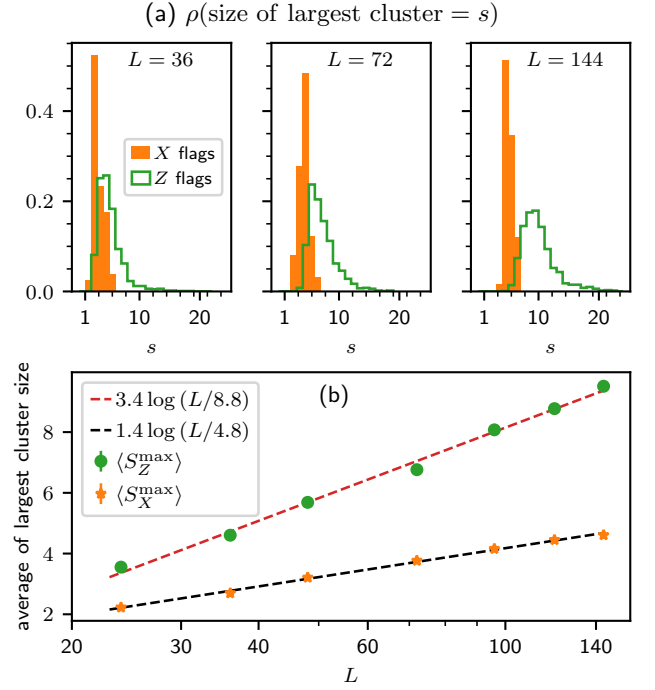 (a) ρ(size of largest cluster = s)
L = 36
L = 72
L = 144
0.4
0.2
0.0
X flags
Z flags
1 10 20
1 10 20
1 10 20
s
s
s
(b)
average of largest cluster size
8
6
4
2
3.4 log (L/8.8)
1.4 log (L/4.8)
⟨S_Z^max⟩
⟨S_X^max⟩
20 30 40 60 100 140
L